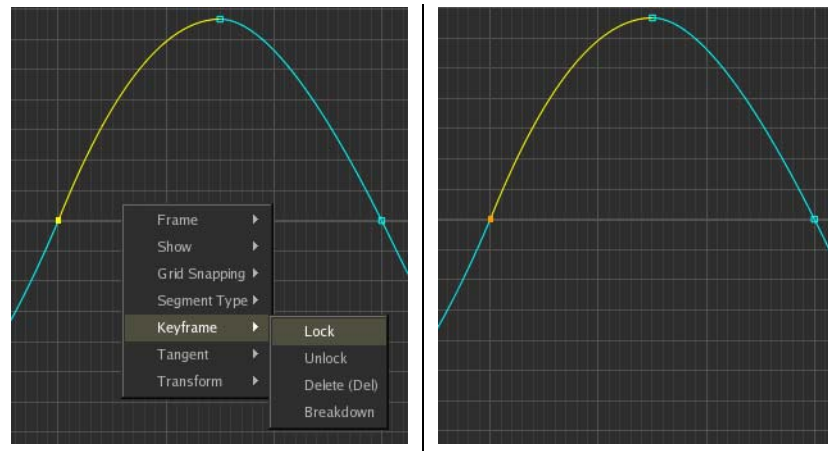 Frame
Show
Grid Snapping
Segment Type
Keyframe
Tangent
Transform
Lock
Unlock
Delete (Del)
Breakdown